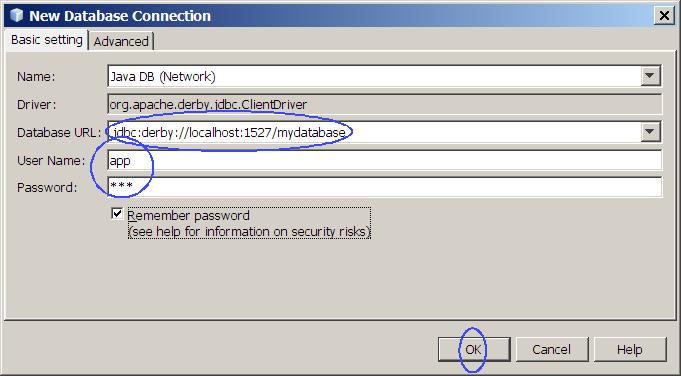 New Database Connection
Basic setting Advanced
Name: Java DB (Network)
Driver: org.apache.derby.jdbc.ClientDriver
Database URL: jdbc:derby://localhost:1527/mydatabase
User Name: app
Password: ***
Remember password
(see help for information on security risks)
OK Cancel Help